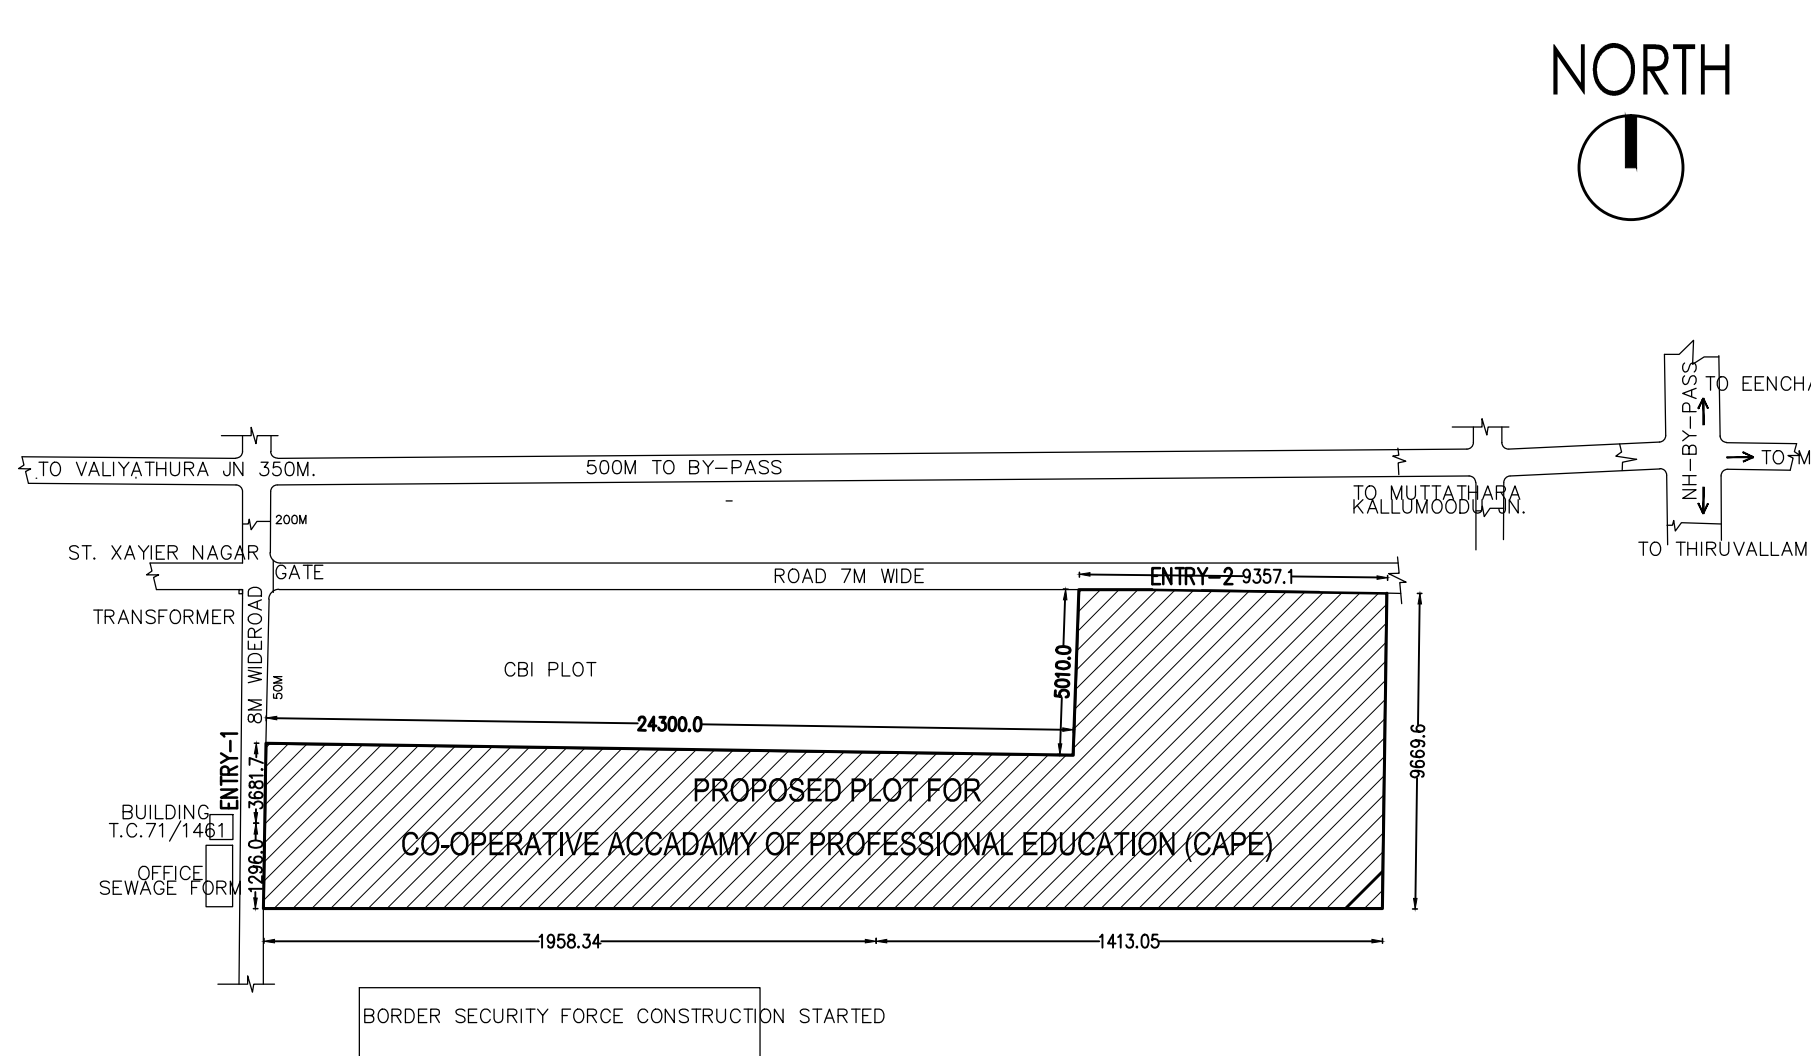 NORTH
TO EENCHA
NH-BY-PASS
TO VALIYATHURA JN 350M.
500M TO BY-PASS
TO M
TO MUTTATHARA
KALLUMOODU JN.
200M
TO THIRUVALLAM
ST. XAYIER NAGAR
GATE
ROAD 7M WIDE
ENTRY-2 9357.1
TRANSFORMER
8M WIDEROAD
50M
CBI PLOT
5010.0
24300.0
9669.6
ENTRY-1
3681.7
PROPOSED PLOT FOR
BUILDING
T.C.71/1461
CO-OPERATIVE ACCADAMY OF PROFESSIONAL EDUCATION (CAPE)
1296.0
OFFICE
SEWAGE FORM
1958.34
1413.05
BORDER SECURITY FORCE CONSTRUCTION STARTED